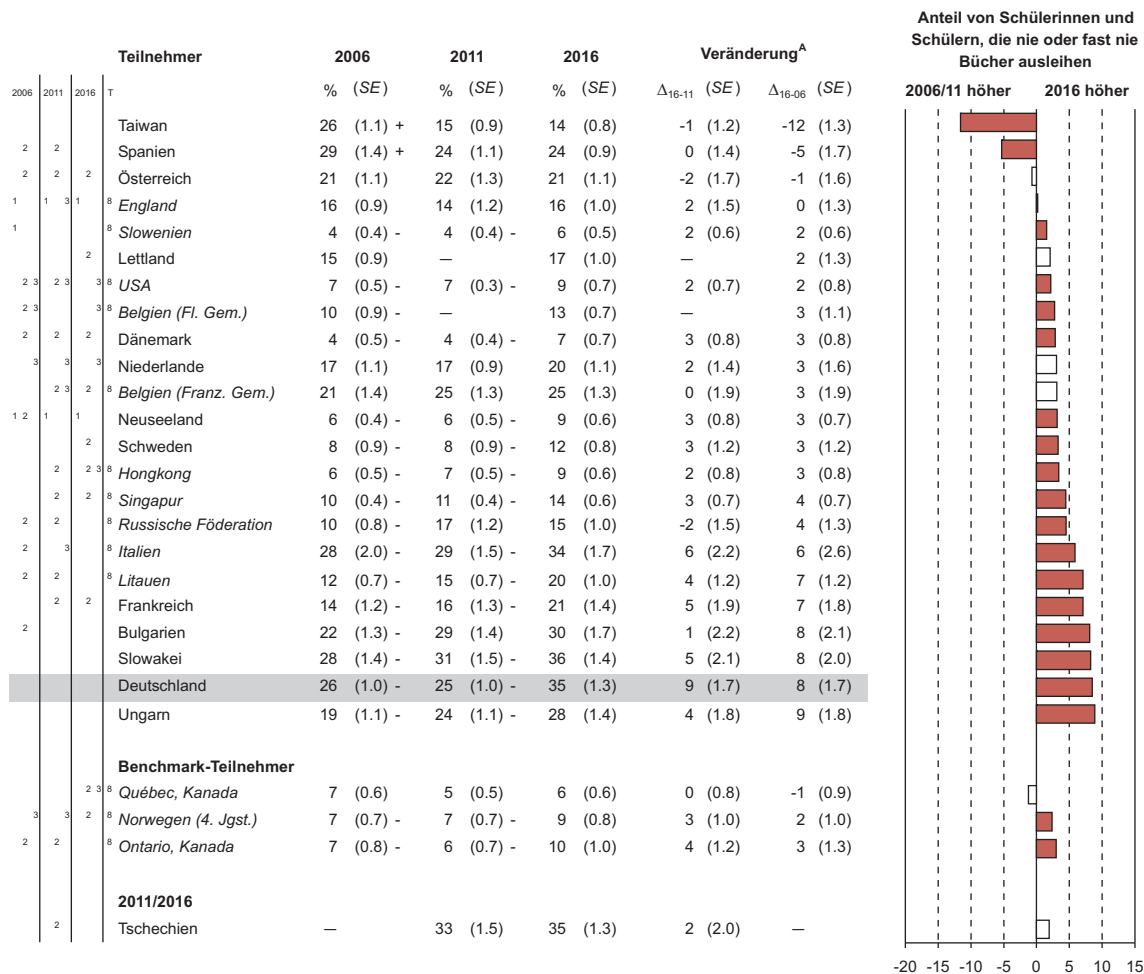 Anteil von Schülerinnen und
Schülern, die nie oder fast nie
Bücher ausleihen
Teilnehmer 2006 2011 2016 Veränderung^A
2006 2011 2016 T % (SE) % (SE) % (SE) Δ16-11 (SE) Δ16-06 (SE) 2006/11 höher 2016 höher
Taiwan 26 (1.1) + 15 (0.9) 14 (0.8) -1 (1.2) -12 (1.3)
2 2 Spanien 29 (1.4) + 24 (1.1) 24 (0.9) 0 (1.4) -5 (1.7)
2 2 2 Österreich 21 (1.1) 22 (1.3) 21 (1.1) -2 (1.7) -1 (1.6)
1 1 3 1 8 England 16 (0.9) 14 (1.2) 16 (1.0) 2 (1.5) 0 (1.3)
1 8 Slowenien 4 (0.4) - 4 (0.4) - 6 (0.5) 2 (0.6) 2 (0.6)
2 Lettland 15 (0.9) — 17 (1.0) — 2 (1.3)
2 3 2 3 3 8 USA 7 (0.5) - 7 (0.3) - 9 (0.7) 2 (0.7) 2 (0.8)
2 3 3 8 Belgien (Fl. Gem.) 10 (0.9) - — 13 (0.7) — 3 (1.1)
2 2 2 Dänemark 4 (0.5) - 4 (0.4) - 7 (0.7) 3 (0.8) 3 (0.8)
3 3 3 Niederlande 17 (1.1) 17 (0.9) 20 (1.1) 2 (1.4) 3 (1.6)
2 3 2 8 Belgien (Franz. Gem.) 21 (1.4) 25 (1.3) 25 (1.3) 0 (1.9) 3 (1.9)
1 2 1 1 Neuseeland 6 (0.4) - 6 (0.5) - 9 (0.6) 3 (0.8) 3 (0.7)
2 Schweden 8 (0.9) - 8 (0.9) - 12 (0.8) 3 (1.2) 3 (1.2)
2 2 3 8 Hongkong 6 (0.5) - 7 (0.5) - 9 (0.6) 2 (0.8) 3 (0.8)
2 2 8 Singapur 10 (0.4) - 11 (0.4) - 14 (0.6) 3 (0.7) 4 (0.7)
2 2 8 Russische Föderation 10 (0.8) - 17 (1.2) 15 (1.0) -2 (1.5) 4 (1.3)
2 3 8 Italien 28 (2.0) - 29 (1.5) - 34 (1.7) 6 (2.2) 6 (2.6)
2 2 8 Litauen 12 (0.7) - 15 (0.7) - 20 (1.0) 4 (1.2) 7 (1.2)
2 2 Frankreich 14 (1.2) - 16 (1.3) - 21 (1.4) 5 (1.9) 7 (1.8)
2 Bulgarien 22 (1.3) - 29 (1.4) 30 (1.7) 1 (2.2) 8 (2.1)
Slowakei 28 (1.4) - 31 (1.5) - 36 (1.4) 5 (2.1) 8 (2.0)
Deutschland 26 (1.0) - 25 (1.0) - 35 (1.3) 9 (1.7) 8 (1.7)
Ungarn 19 (1.1) - 24 (1.1) - 28 (1.4) 4 (1.8) 9 (1.8)
Benchmark-Teilnehmer
2 3 8 Québec, Kanada 7 (0.6) 5 (0.5) 6 (0.6) 0 (0.8) -1 (0.9)
3 3 2 8 Norwegen (4. Jgst.) 7 (0.7) - 7 (0.7) - 9 (0.8) 3 (1.0) 2 (1.0)
2 2 8 Ontario, Kanada 7 (0.8) - 6 (0.7) - 10 (1.0) 4 (1.2) 3 (1.3)
2011/2016
2 Tschechien — 33 (1.5) 35 (1.3) 2 (2.0) —
-20 -15 -10 -5 0 5 10 15